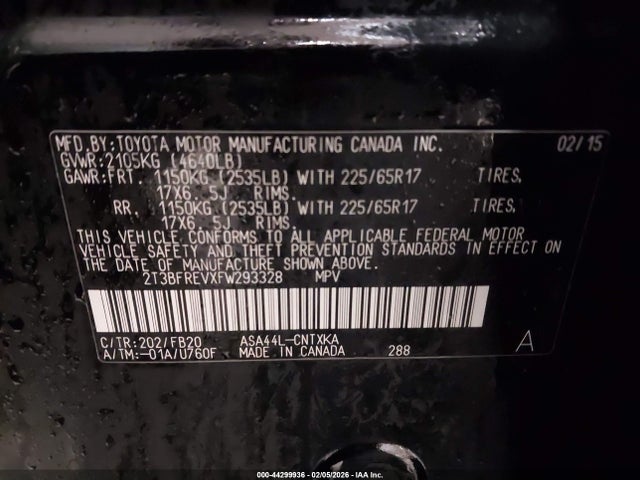 MFD.BY:TOYOTA MOTOR MANUFACTURING CANADA INC. 02/15
GVWR:2105KG (4640LB)
GAWR:FRT. 1150KG (2535LB) WITH 225/65R17 TIRES,
17X6.5J RIMS.
RR. 1150KG (2535LB) WITH 225/65R17 TIRES,
17X6.5J RIMS.
THIS VEHICLE CONFORMS TO ALL APPLICABLE FEDERAL MOTOR
VEHICLE SAFETY AND THEFT PREVENTION STANDARDS IN EFFECT ON
THE DATE OF MANUFACTURE SHOWN ABOVE.
2T3BFREVXFW293328 MPV
C/TR:202/FB20 ASA44L-CNTXKA
A/TM:-01A/U760F MADE IN CANADA 288 A
000-44299936 - 02/05/2026 - IAA Inc.